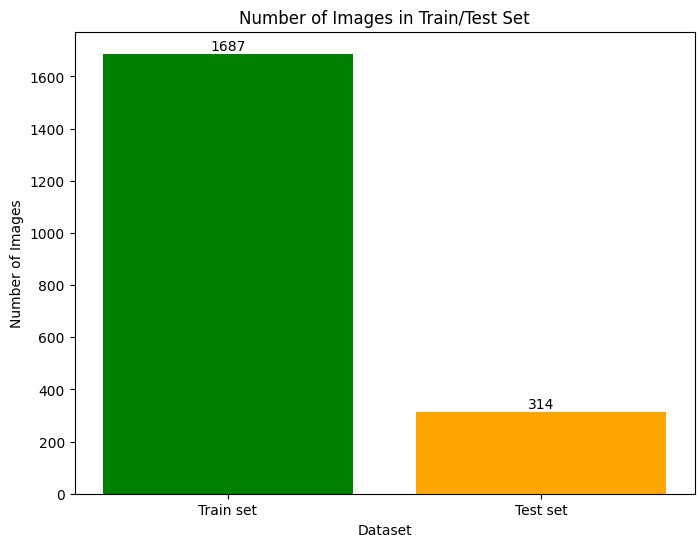 Number of Images in Train/Test Set
1687
314
1600
1400
1200
1000
800
600
400
200
0
Number of Images
Train set
Test set
Dataset